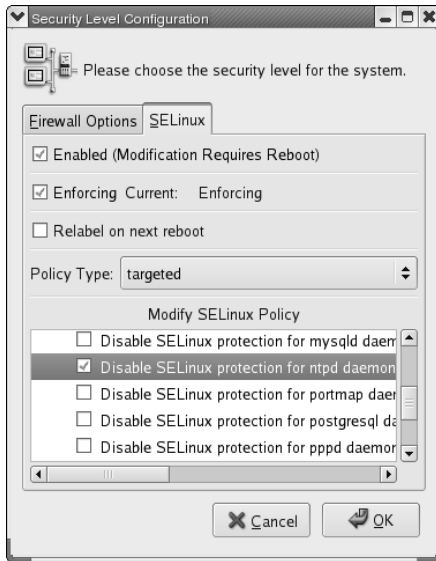 Security Level Configuration
Please choose the security level for the system.
Firewall Options SELinux
Enabled (Modification Requires Reboot)
Enforcing Current: Enforcing
Relabel on next reboot
Policy Type: targeted
Modify SELinux Policy
Disable SELinux protection for mysqld daem
Disable SELinux protection for ntpd daemon
Disable SELinux protection for portmap daer
Disable SELinux protection for postgresql da
Disable SELinux protection for pppd daemor
Cancel OK